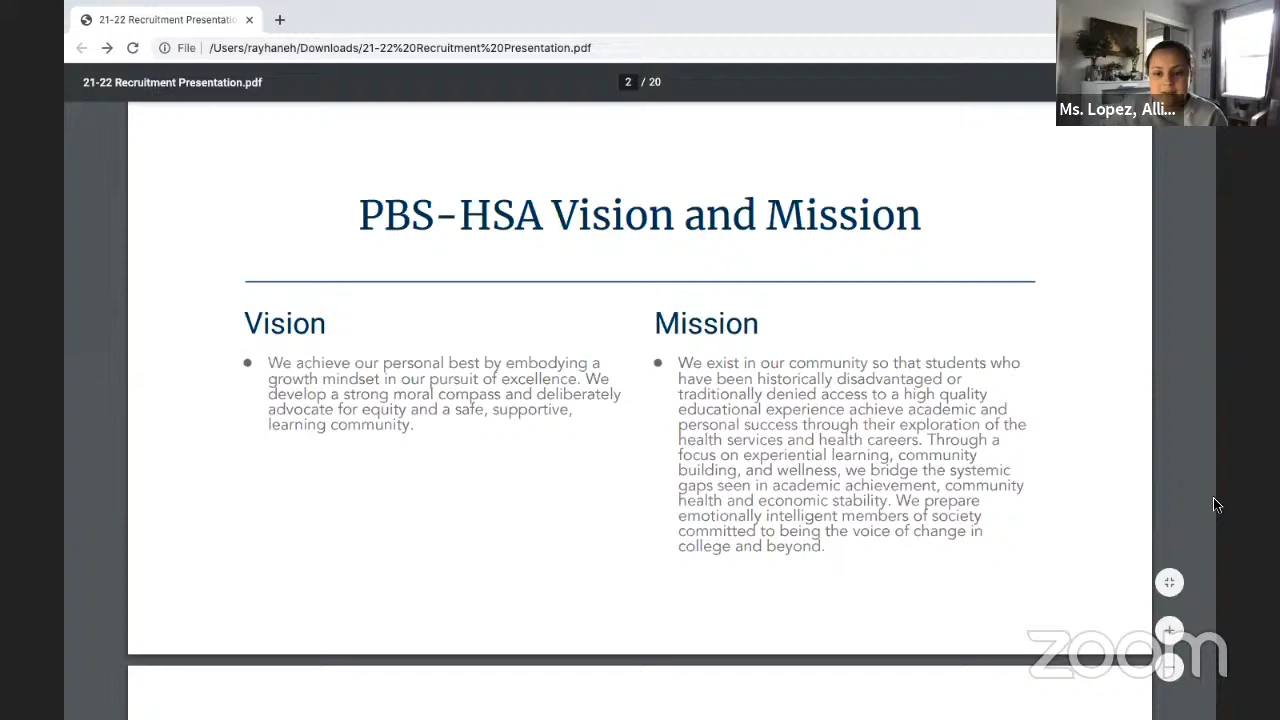 21-22 Recruitment Presentatio
File /Users/rayhaneh/Downloads/21-22%20Recruitment%20Presentation.pdf
21-22 Recruitment Presentation.pdf
2 / 20
Ms. Lopez, Alli...
PBS-HSA Vision and Mission
Vision
We achieve our personal best by embodying a
growth mindset in our pursuit of excellence. We
develop a strong moral compass and deliberately
advocate for equity and a safe, supportive,
learning community.
Mission
We exist in our community so that students who
have been historically disadvantaged or
traditionally denied access to a high quality
educational experience achieve academic and
personal success through their exploration of the
health services and health careers. Through a
focus on experiential learning, community
building, and wellness, we bridge the systemic
gaps seen in academic achievement, community
health and economic stability. We prepare
emotionally intelligent members of society
committed to being the voice of change in
college and beyond.
zoom